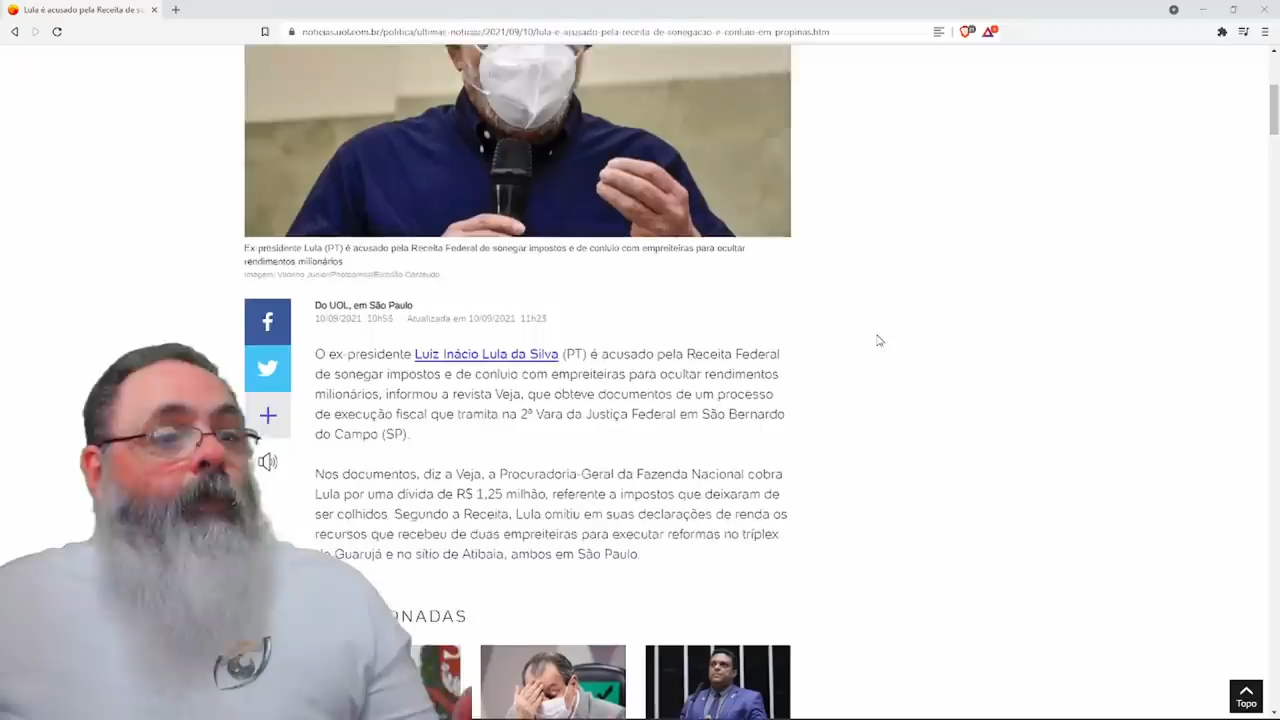 Lula é acusado pela Receita de so
noticias.uol.com.br/politica/ultimas-noticias/2021/09/10/lula-e-acusado-pela-receita-de-sonegacao-e-conluio-em-propinas.htm
Ex-presidente Lula (PT) é acusado pela Receita Federal de sonegar impostos e de conluio com empreiteiras para ocultar
rendimentos milionários
Imagem:
Do UOL, em São Paulo
10/09/2021 10h53 Atualizada em 10/09/2021 11h23
O ex-presidente Luiz Inácio Lula da Silva (PT) é acusado pela Receita Federal
de sonegar impostos e de conluio com empreiteiras para ocultar rendimentos
milionários, informou a revista Veja, que obteve documentos de um processo
de execução fiscal que tramita na 2ª Vara da Justiça Federal em São Bernardo
do Campo (SP).
Nos documentos, diz a Veja, a Procuradoria-Geral da Fazenda Nacional cobra
Lula por uma dívida de R$ 1,25 milhão, referente a impostos que deixaram de
ser colhidos. Segundo a Receita, Lula omitiu em suas declarações de renda os
recursos que recebeu de duas empreiteiras para executar reformas no tríplex
Guarujá e no sítio de Atibaia, ambos em São Paulo.
ONADAS
Topo